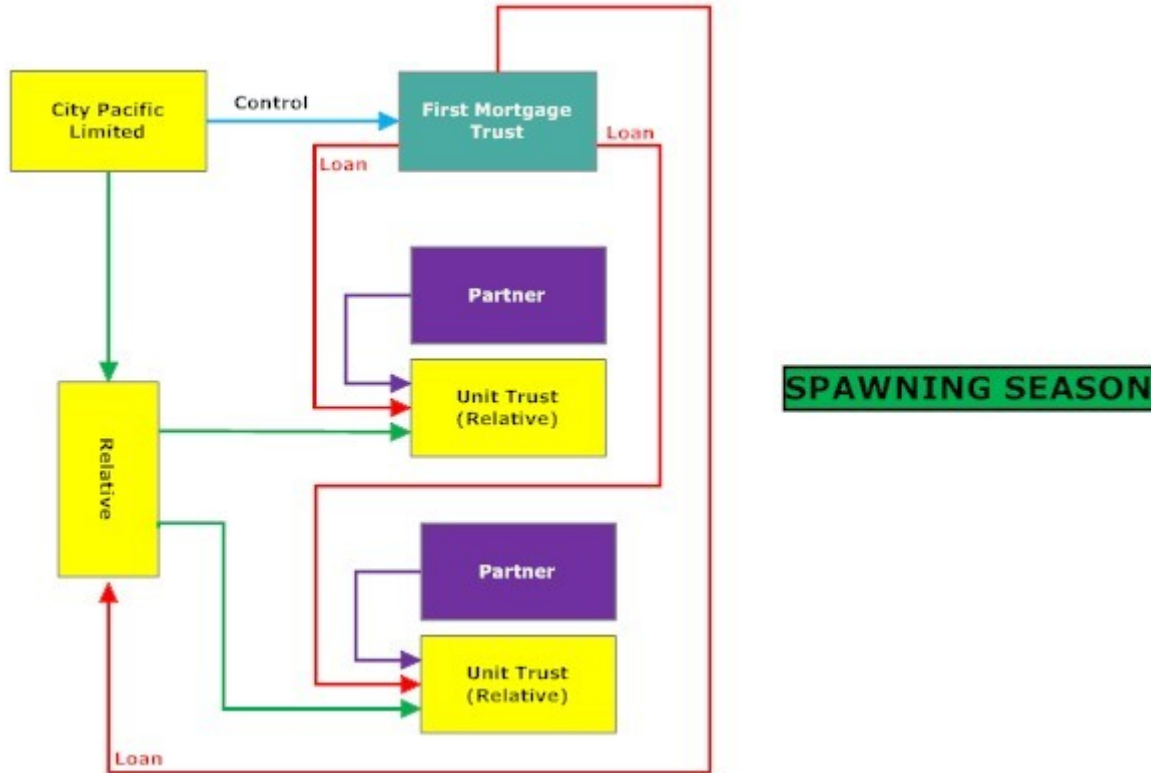 City Pacific
Limited
Control
First Mortgage
Trust
Loan
Loan
Partner
Unit Trust
(Relative)
SPAWNING SEASON
Relative
Partner
Unit Trust
(Relative)
Loan